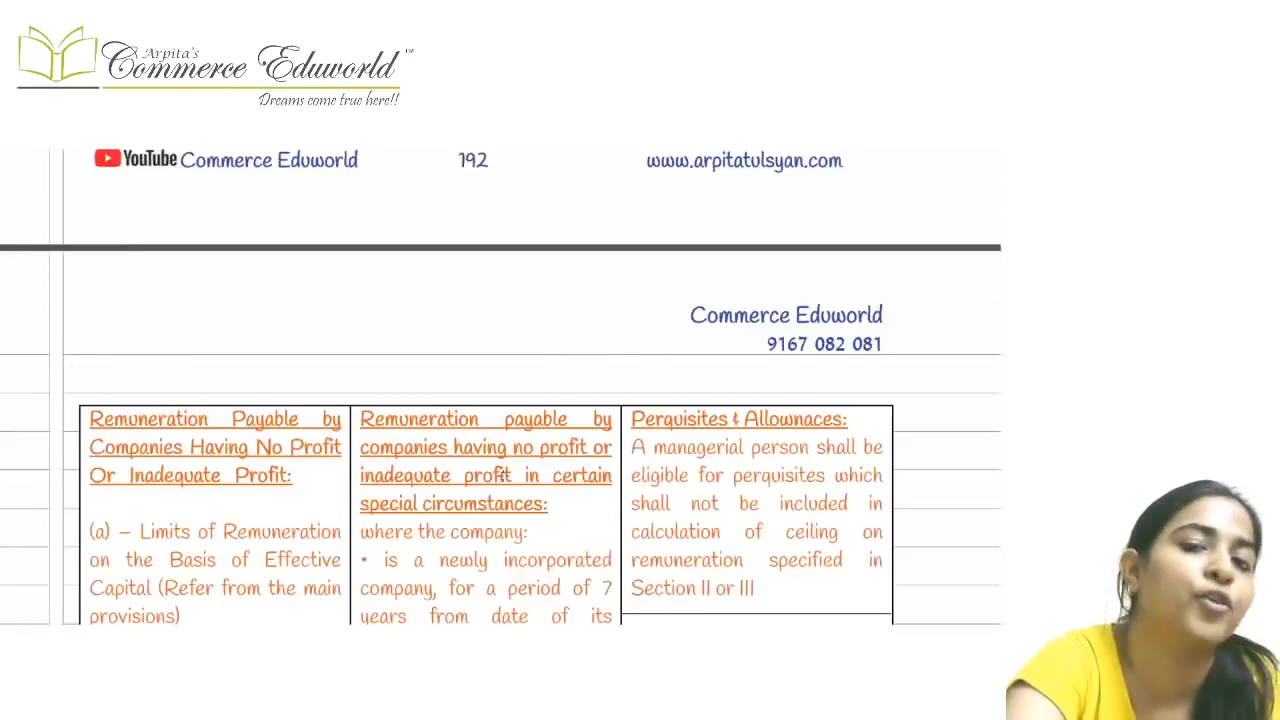 Arpita's
Commerce Eduworld™
Dreams come true here!!
YouTube Commerce Eduworld 192 www.arpitatulsyan.com
Commerce Eduworld
9167 082 081
Remuneration Payable by
Companies Having No Profit
Or Inadequate Profit:
(a) – Limits of Remuneration
on the Basis of Effective
Capital (Refer from the main
provisions)
Remuneration payable by
companies having no profit or
inadequate profit in certain
special circumstances:
where the company:
• is a newly incorporated
company, for a period of 7
years from date of its
Perquisites & Allownaces:
A managerial person shall be
eligible for perquisites which
shall not be included in
calculation of ceiling on
remuneration specified in
Section II or III